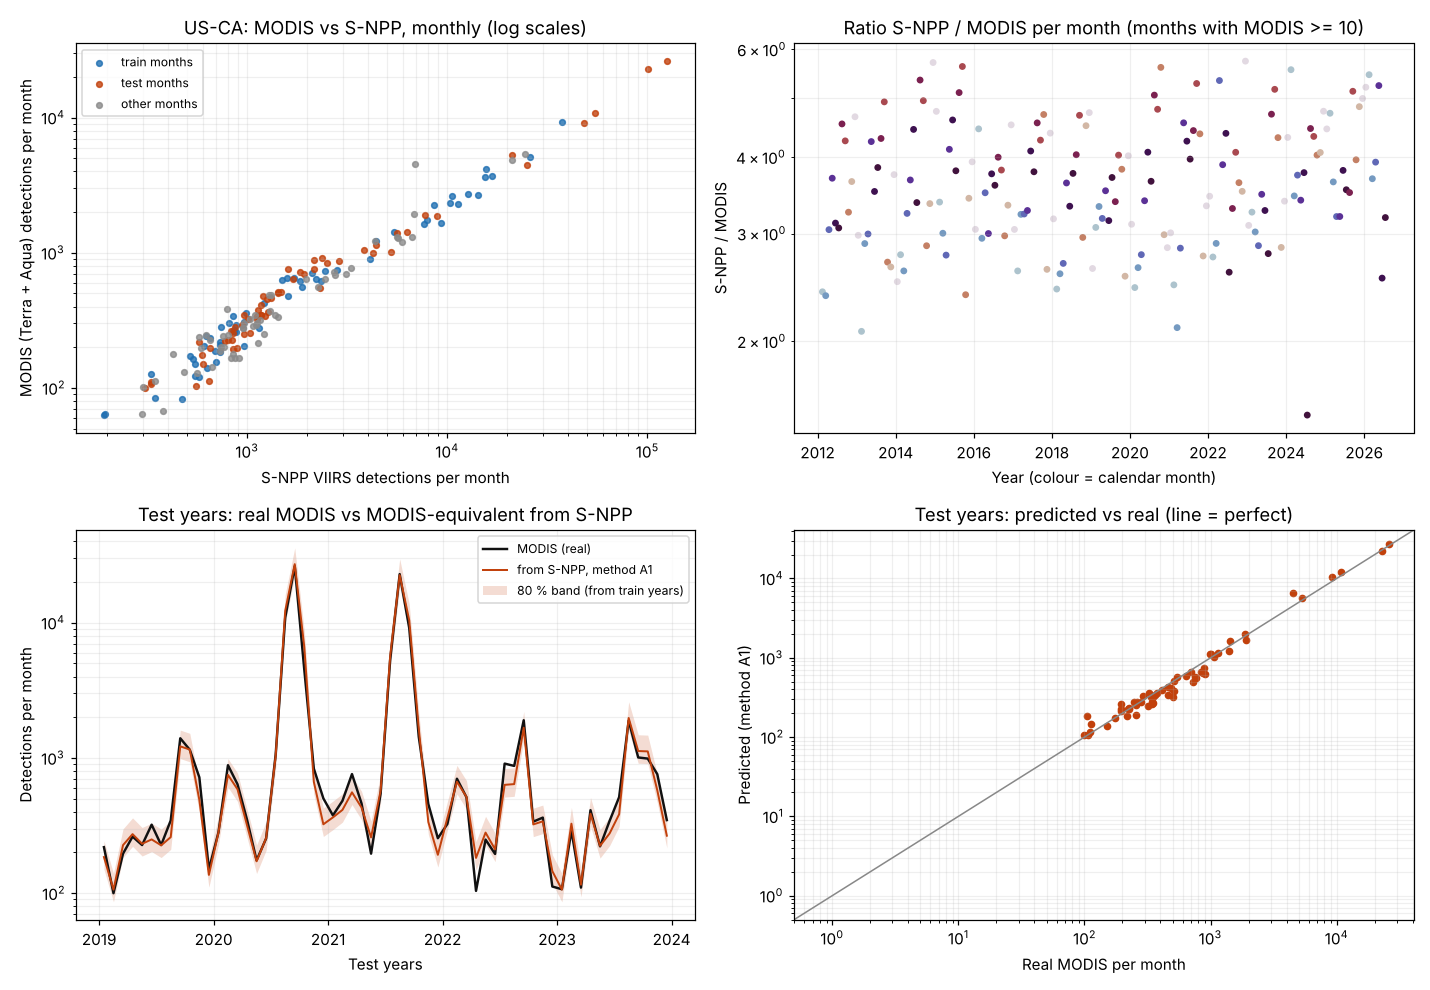 US-CA: MODIS vs S-NPP, monthly (log scales)
train months
test months
other months
10⁴
10³
10²
MODIS (Terra + Aqua) detections per month
10³
10⁴
10⁵
S-NPP VIIRS detections per month
Ratio S-NPP / MODIS per month (months with MODIS >= 10)
6 × 10⁰
4 × 10⁰
3 × 10⁰
2 × 10⁰
S-NPP / MODIS
2012
2014
2016
2018
2020
2022
2024
2026
Year (colour = calendar month)
Test years: real MODIS vs MODIS-equivalent from S-NPP
MODIS (real)
from S-NPP, method A1
80 % band (from train years)
10⁴
10³
10²
Detections per month
2019
2020
2021
2022
2023
2024
Test years
Test years: predicted vs real (line = perfect)
10⁴
10³
10²
10¹
10⁰
Predicted (method A1)
10⁰
10¹
10²
10³
10⁴
Real MODIS per month